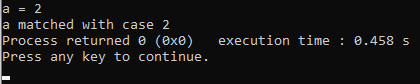 a = 2
a matched with case 2
Process returned 0 (0x0)   execution time : 0.458 s
Press any key to continue.